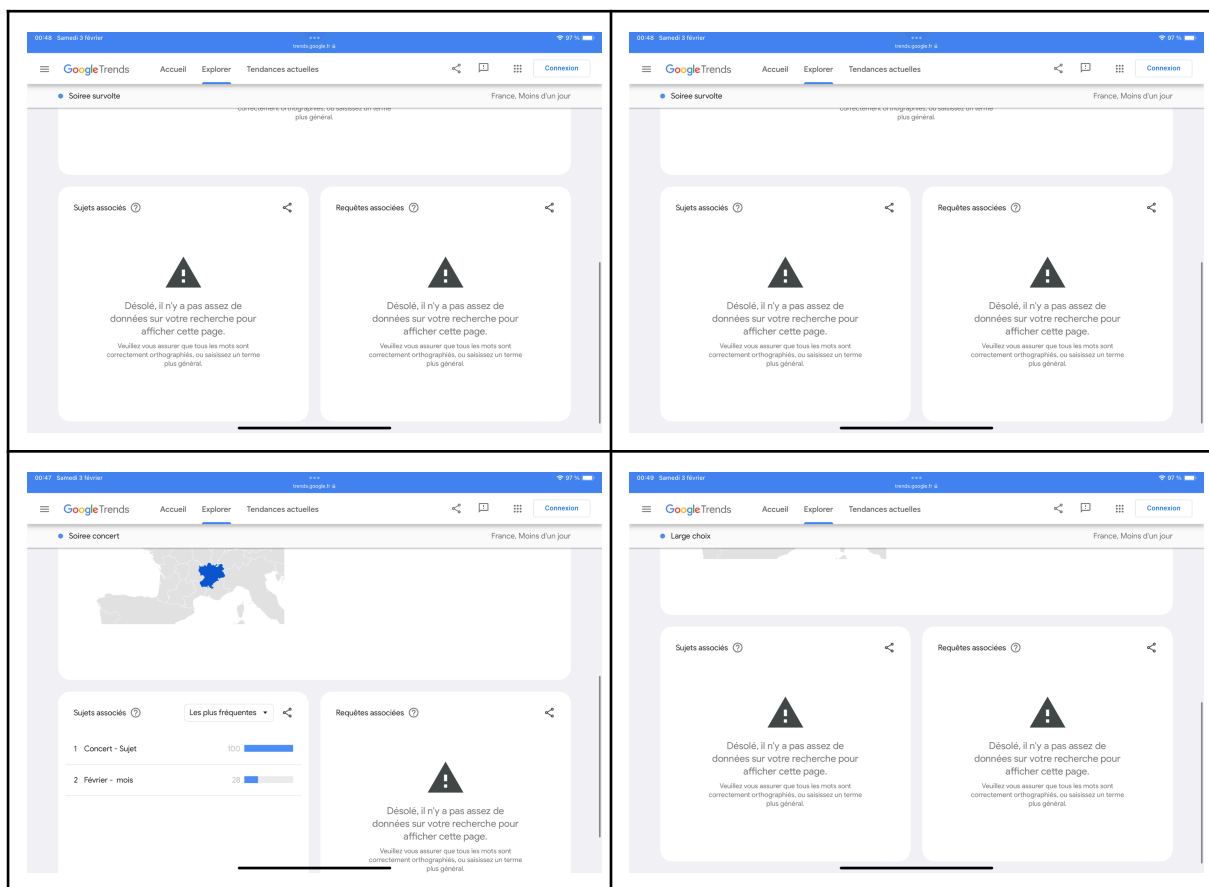 00:48 Samedi 3 février
trends.google.fr
97 %
Google Trends Accueil Explorer Tendances actuelles Connexion
Soiree survolte France, Moins d'un jour
correctement orthographiés, ou saisissez un terme
plus général.
Sujets associés
Désolé, il n'y a pas assez de
données sur votre recherche pour
afficher cette page.
Veuillez vous assurer que tous les mots sont
correctement orthographiés, ou saisissez un terme
plus général.
Requêtes associées
Désolé, il n'y a pas assez de
données sur votre recherche pour
afficher cette page.
Veuillez vous assurer que tous les mots sont
correctement orthographiés, ou saisissez un terme
plus général.
00:48 Samedi 3 février
trends.google.fr
97 %
Google Trends Accueil Explorer Tendances actuelles Connexion
Soiree survolte France, Moins d'un jour
correctement orthographiés, ou saisissez un terme
plus général.
Sujets associés
Désolé, il n'y a pas assez de
données sur votre recherche pour
afficher cette page.
Veuillez vous assurer que tous les mots sont
correctement orthographiés, ou saisissez un terme
plus général.
Requêtes associées
Désolé, il n'y a pas assez de
données sur votre recherche pour
afficher cette page.
Veuillez vous assurer que tous les mots sont
correctement orthographiés, ou saisissez un terme
plus général.
00:47 Samedi 3 février
trends.google.fr
97 %
Google Trends Accueil Explorer Tendances actuelles Connexion
Soiree concert France, Moins d'un jour
Sujets associés Les plus fréquentes
1 Concert - Sujet 100
2 Février - mois 28
Requêtes associées
Désolé, il n'y a pas assez de
données sur votre recherche pour
afficher cette page.
Veuillez vous assurer que tous les mots sont
correctement orthographiés, ou saisissez un terme
plus général.
00:49 Samedi 3 février
trends.google.fr
97 %
Google Trends Accueil Explorer Tendances actuelles Connexion
Large choix France, Moins d'un jour
Sujets associés
Désolé, il n'y a pas assez de
données sur votre recherche pour
afficher cette page.
Veuillez vous assurer que tous les mots sont
correctement orthographiés, ou saisissez un terme
plus général.
Requêtes associées
Désolé, il n'y a pas assez de
données sur votre recherche pour
afficher cette page.
Veuillez vous assurer que tous les mots sont
correctement orthographiés, ou saisissez un terme
plus général.